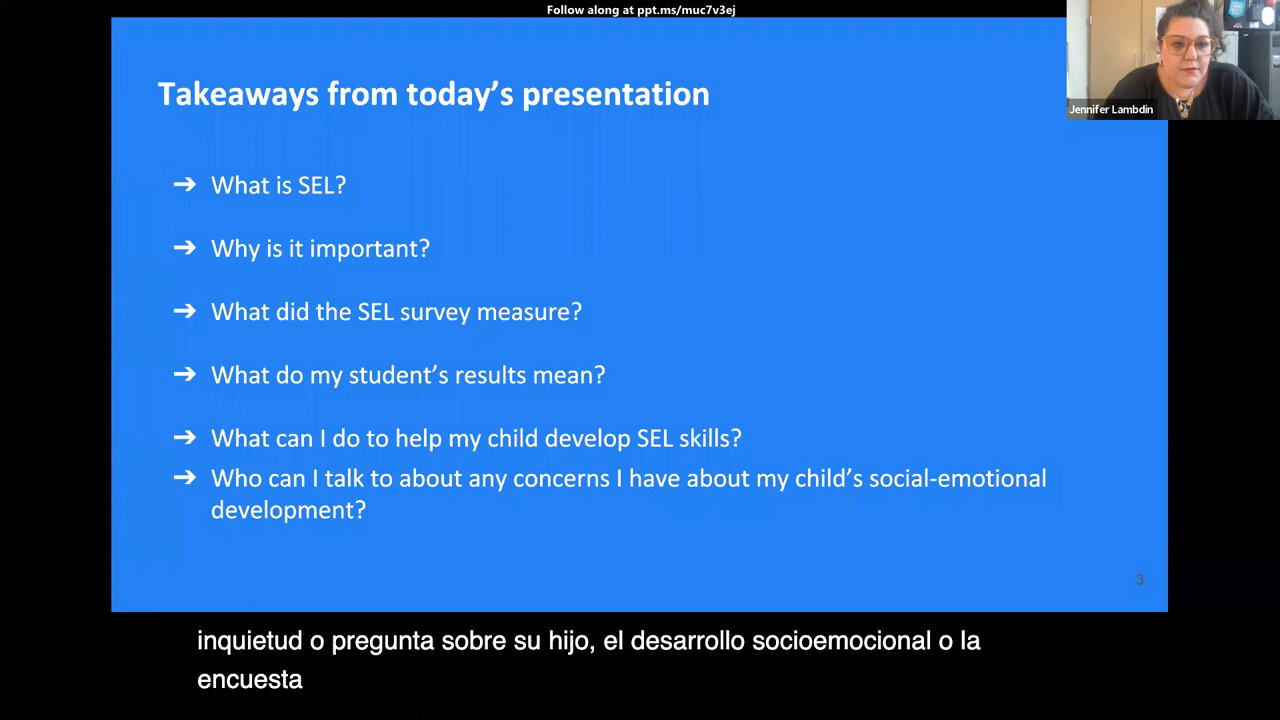 Follow along at ppt.ms/muc7v3ej
Jennifer Lambdin
Takeaways from today’s presentation
➔ What is SEL?
➔ Why is it important?
➔ What did the SEL survey measure?
➔ What do my student’s results mean?
➔ What can I do to help my child develop SEL skills?
➔ Who can I talk to about any concerns I have about my child’s social-emotional
development?
3
inquietud o pregunta sobre su hijo, el desarrollo socioemocional o la
encuesta